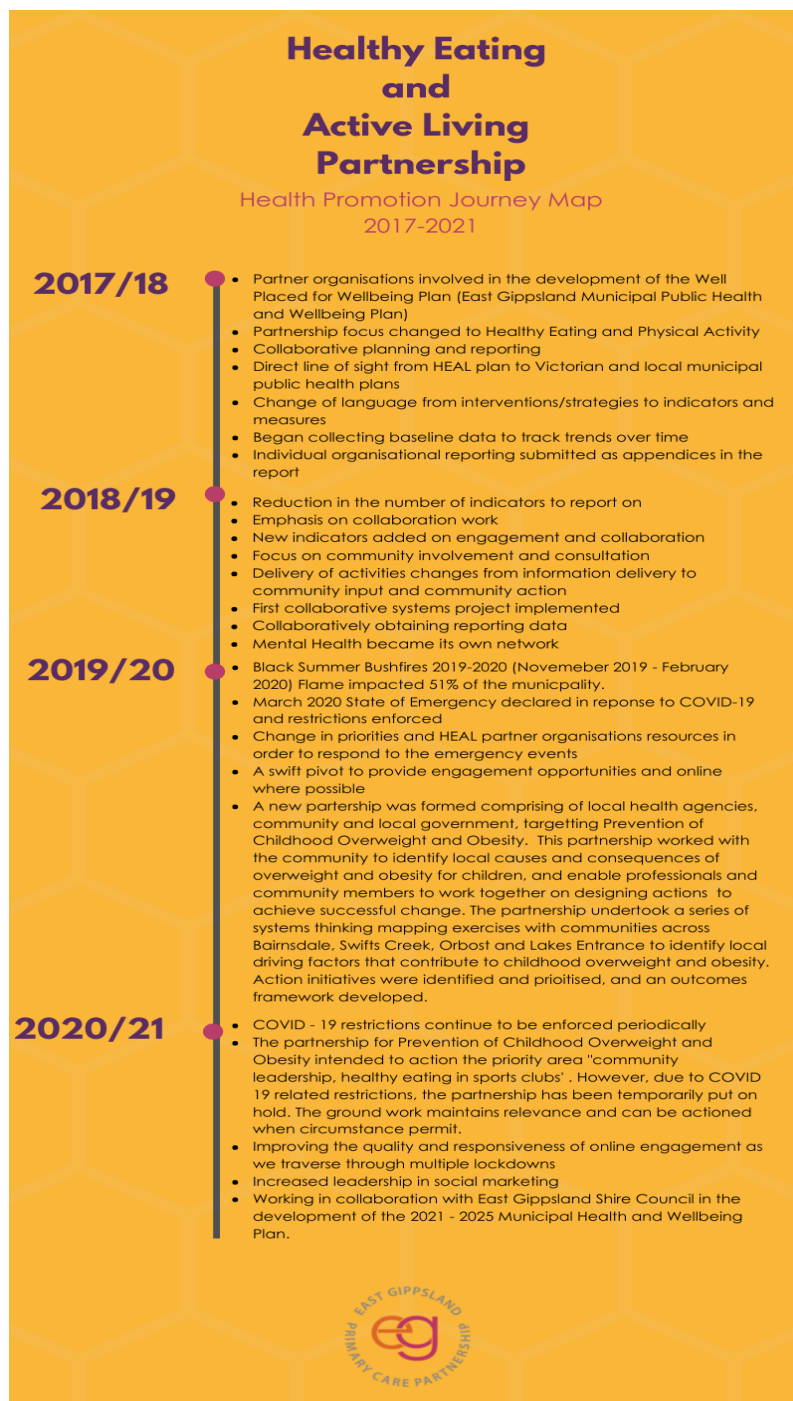 Healthy Eating
and
Active Living
Partnership
Health Promotion Journey Map
2017-2021
2017/18
• Partner organisations involved in the development of the Well
Placed for Wellbeing Plan (East Gippsland Municipal Public Health
and Wellbeing Plan)
• Partnership focus changed to Healthy Eating and Physical Activity
• Collaborative planning and reporting
• Direct line of sight from HEAL plan to Victorian and local municipal
public health plans
• Change of language from interventions/strategies to indicators and
measures
• Began collecting baseline data to track trends over time
• Individual organisational reporting submitted as appendices in the
report
2018/19
• Reduction in the number of indicators to report on
• Emphasis on collaboration work
• New indicators added on engagement and collaboration
• Focus on community involvement and consultation
• Delivery of activities changes from information delivery to
community input and community action
• First collaborative systems project implemented
• Collaboratively obtaining reporting data
• Mental Health became its own network
2019/20
• Black Summer Bushfires 2019-2020 (Novemeber 2019 - February
2020) Flame impacted 51% of the municpality.
• March 2020 State of Emergency declared in reponse to COVID-19
and restrictions enforced
• Change in priorities and HEAL partner organisations resources in
order to respond to the emergency events
• A swift pivot to provide engagement opportunities and online
where possible
• A new partership was formed comprising of local health agencies,
community and local government, targetting Prevention of
Childhood Overweight and Obesity.  This partnership worked with
the community to identify local causes and consequences of
overweight and obesity for children, and enable professionals and
community members to work together on designing actions  to
achieve successful change. The partnership undertook a series of
systems thinking mapping exercises with communities across
Bairnsdale, Swifts Creek, Orbost and Lakes Entrance to identify local
driving factors that contribute to childhood overweight and obesity.
Action initiatives were identified and prioitised, and an outcomes
framework developed.
2020/21
• COVID - 19 restrictions continue to be enforced periodically
• The partnership for Prevention of Childhood Overweight and
Obesity intended to action the priority area "community
leadership, healthy eating in sports clubs' . However, due to COVID
19 related restrictions, the partnership has been temporarily put on
hold. The ground work maintains relevance and can be actioned
when circumstance permit.
• Improving the quality and responsiveness of online engagement as
we traverse through multiple lockdowns
• Increased leadership in social marketing
• Working in collaboration with East Gippsland Shire Council in the
development of the 2021 - 2025 Municipal Health and Wellbeing
Plan.
EAST GIPPSLAND
eg
PRIMARY CARE PARTNERSHIP